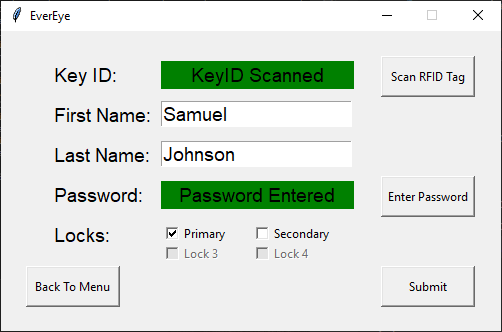 EverEye
Key ID: KeyID Scanned Scan RFID Tag
First Name: Samuel
Last Name: Johnson
Password: Password Entered Enter Password
Locks: Primary Secondary
Lock 3 Lock 4
Back To Menu Submit